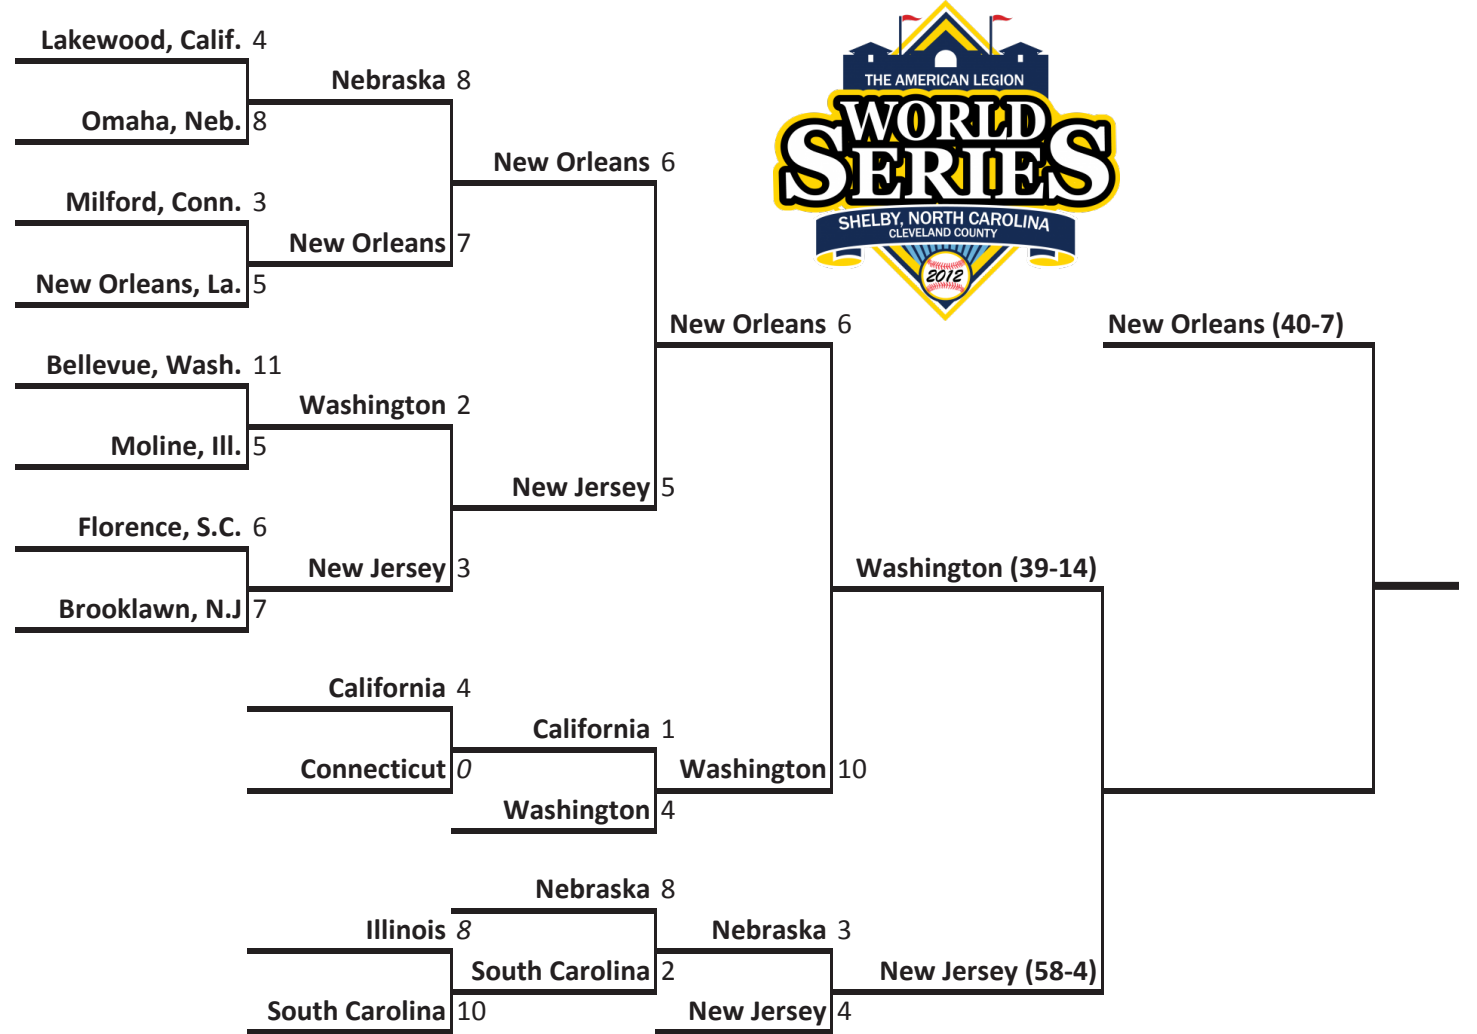 Lakewood, Calif. 4
Nebraska 8
Omaha, Neb. 8
New Orleans 6
Milford, Conn. 3
New Orleans 7
New Orleans, La. 5
THE AMERICAN LEGION
WORLD
SERIES
SHELBY, NORTH CAROLINA
CLEVELAND COUNTY
2012
New Orleans 6
New Orleans (40-7)
Bellevue, Wash. 11
Washington 2
Moline, Ill. 5
New Jersey 5
Florence, S.C. 6
New Jersey 3
Washington (39-14)
Brooklawn, N.J 7
California 4
California 1
Connecticut 0
Washington 10
Washington 4
Nebraska 8
Illinois 8
Nebraska 3
South Carolina 2
New Jersey (58-4)
South Carolina 10
New Jersey 4